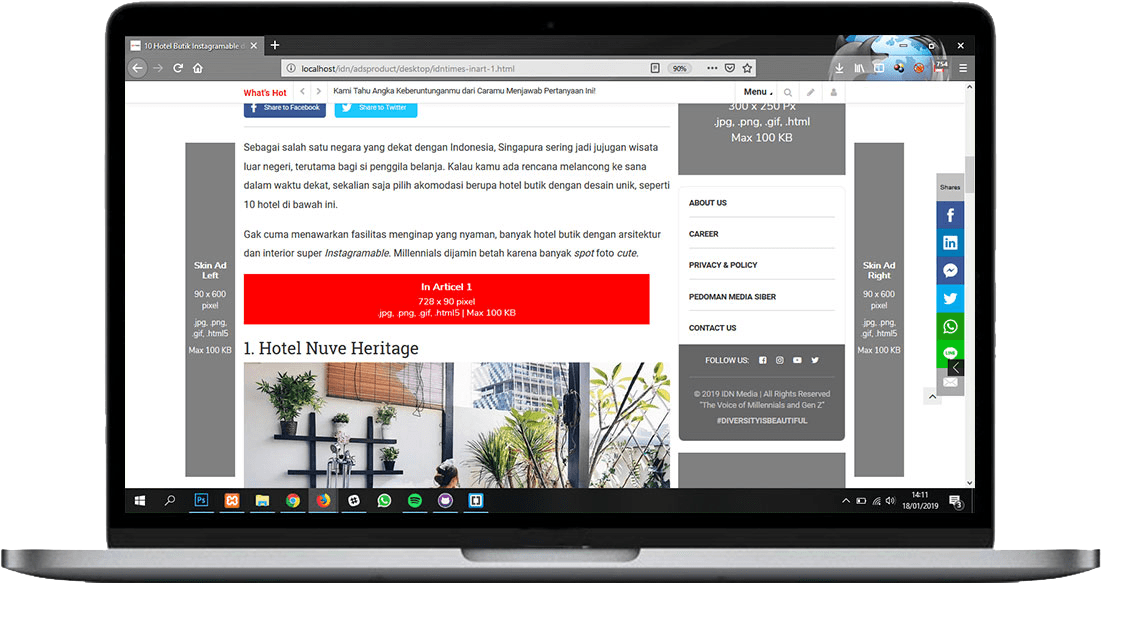 10 Hotel Butik Instagramable di
localhost/idn/adsproduct/desktop/idntimes-inart-1.html
90%
754
What's Hot
Kami Tahu Angka Keberuntunganmu dari Caramu Menjawab Pertanyaan Ini!
Menu
Share to Facebook
Share to Twitter
Sebagai salah satu negara yang dekat dengan Indonesia, Singapura sering jadi jujugan wisata
luar negeri, terutama bagi si penggila belanja. Kalau kamu ada rencana melancong ke sana
dalam waktu dekat, sekalian saja pilih akomodasi berupa hotel butik dengan desain unik, seperti
10 hotel di bawah ini.
Gak cuma menawarkan fasilitas menginap yang nyaman, banyak hotel butik dengan arsitektur
dan interior super Instagramable. Millennials dijamin betah karena banyak spot foto cute.
In Articel 1
728 x 90 pixel
.jpg, .png, .gif, .html5 | Max 100 KB
1. Hotel Nuve Heritage
Skin Ad
Left
90 x 600
pixel
.jpg, .png,
.gif, .html5
Max 100 KB
300 x 250 Px
.jpg, .png, .gif, .html
Max 100 KB
ABOUT US
CAREER
PRIVACY & POLICY
PEDOMAN MEDIA SIBER
CONTACT US
FOLLOW US:
© 2019 IDN Media | All Rights Reserved
"The Voice of Millennials and Gen Z"
#DIVERSITYISBEAUTIFUL
Skin Ad
Right
90 x 600
pixel
.jpg, .png,
.gif, .html5
Max 100 KB
Shares
LINE
Ps
14:11
18/01/2019
3